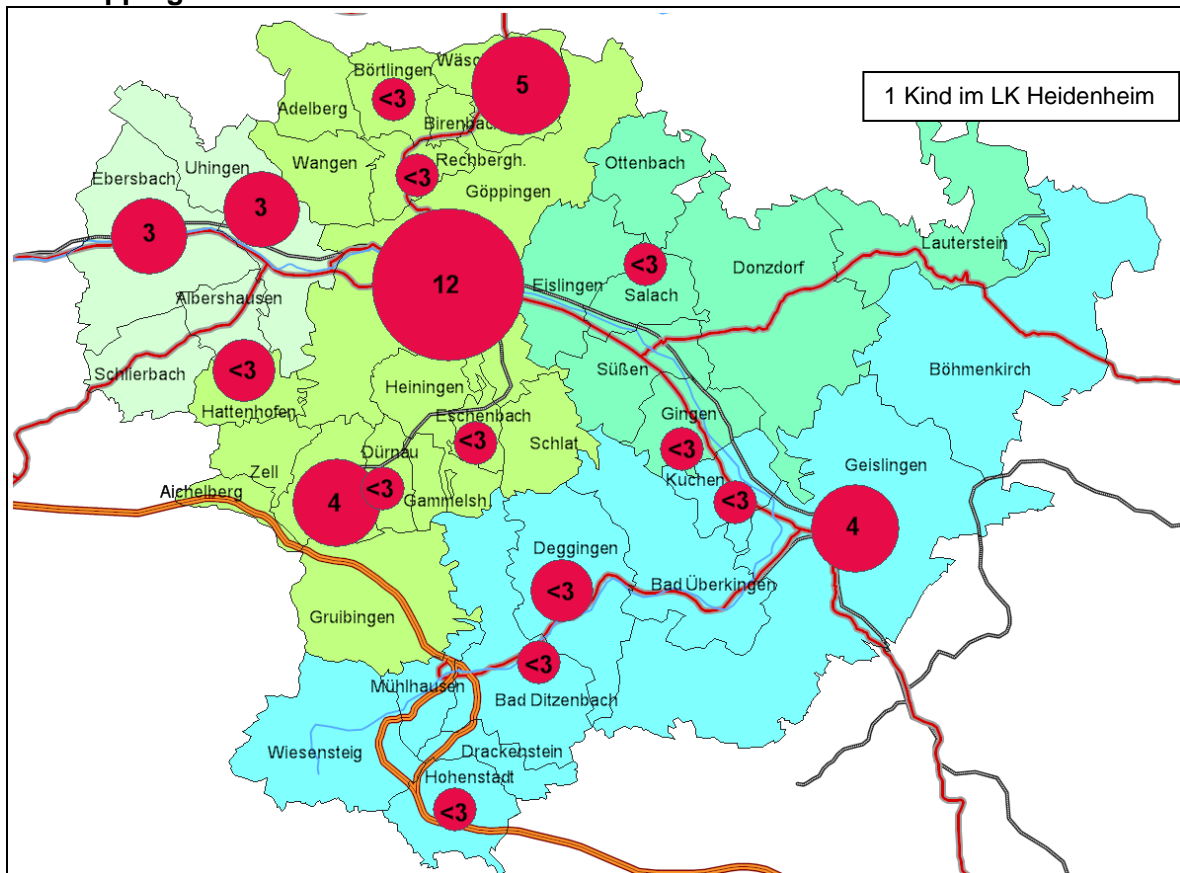 Börtlingen
<3
Adelberg
5
Birenbach
1 Kind im LK Heidenheim
Wangen
Rechbergh.
<3
Göppingen
Ottenbach
Uhingen
Ebersbach
3
3
12
Eislingen
<3
Salach
Donzdorf
Lauterstein
Albershausen
Schlierbach
<3
Hattenhofen
Heiningen
Süßen
Böhmenkirch
Eschenbach
<3
Schlat
Gingen
<3
Kuchen
<3
Geislingen
4
Zell
Aichelberg
Dürnau
<3
4
Gammelsh.
Deggingen
<3
Bad Überkingen
Gruibingen
<3
Bad Ditzenbach
Mühlhausen
Wiesensteig
Drackenstein
Hohenstadt
<3